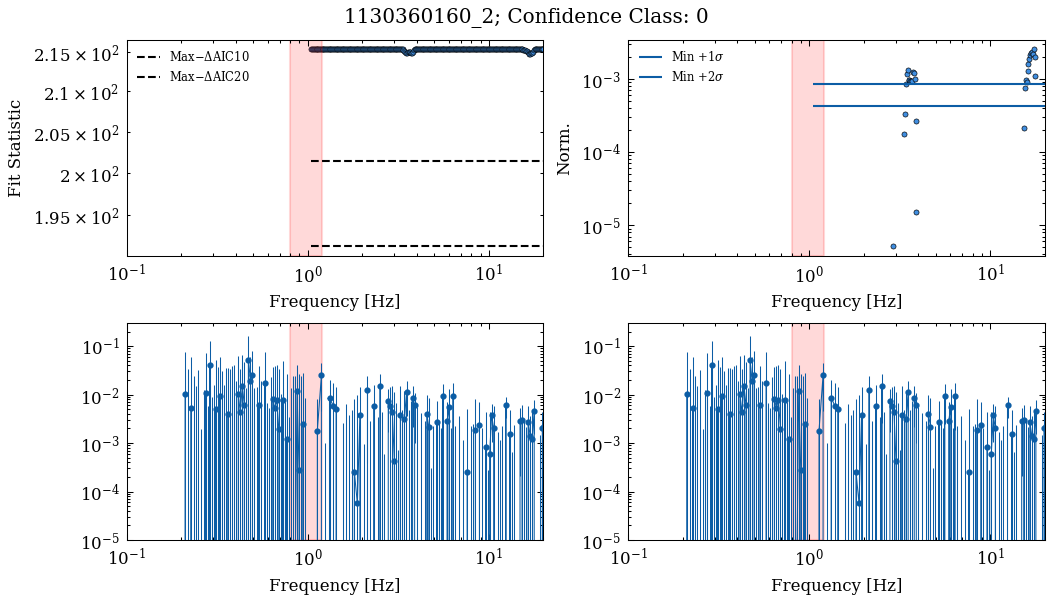 1130360160_2; Confidence Class: 0
Fit Statistic
2.15 × 10²
2.1 × 10²
2.05 × 10²
2 × 10²
1.95 × 10²
Max−ΔAIC10
Max−ΔAIC20
10⁻¹ 10⁰ 10¹
Frequency [Hz]
Norm.
10⁻³
10⁻⁴
10⁻⁵
Min +1σ
Min +2σ
10⁻¹ 10⁰ 10¹
Frequency [Hz]
10⁻¹
10⁻²
10⁻³
10⁻⁴
10⁻⁵
10⁻¹ 10⁰ 10¹
Frequency [Hz]
10⁻¹
10⁻²
10⁻³
10⁻⁴
10⁻⁵
10⁻¹ 10⁰ 10¹
Frequency [Hz]